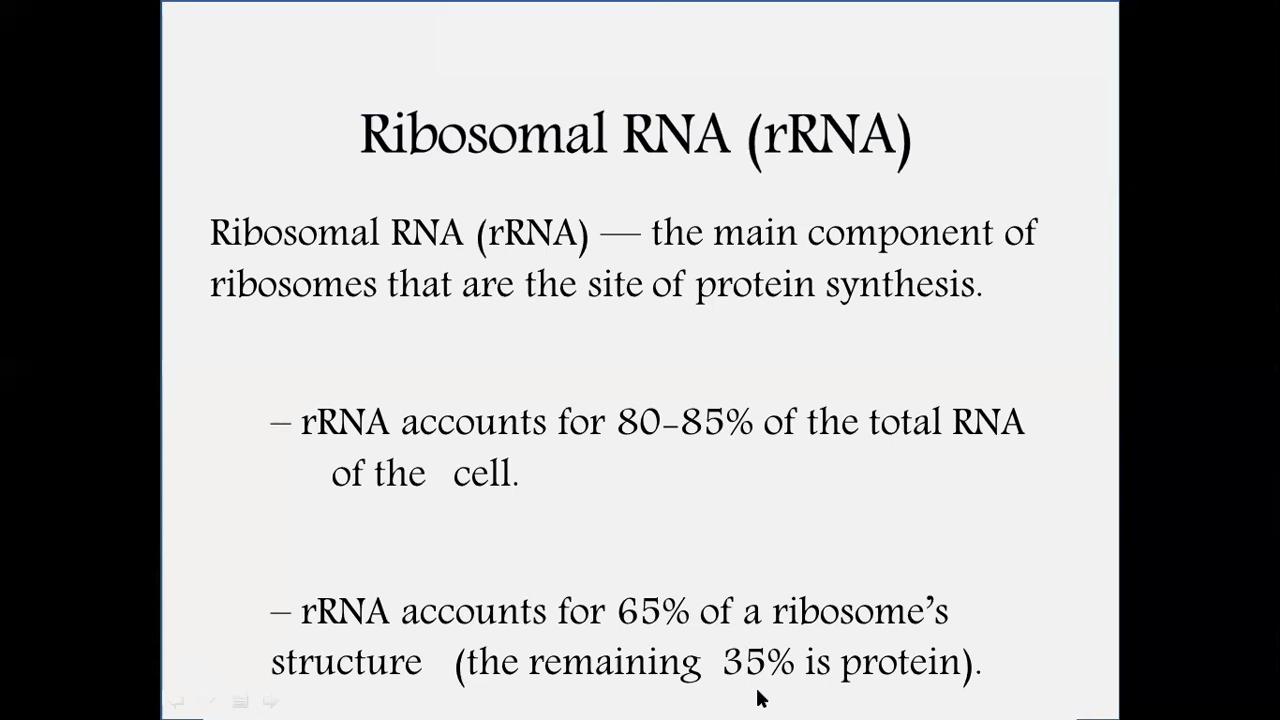 Ribosomal RNA (rRNA)
Ribosomal RNA (rRNA) — the main component of
ribosomes that are the site of protein synthesis.
– rRNA accounts for 80-85% of the total RNA
of the cell.
– rRNA accounts for 65% of a ribosome’s
structure (the remaining 35% is protein).